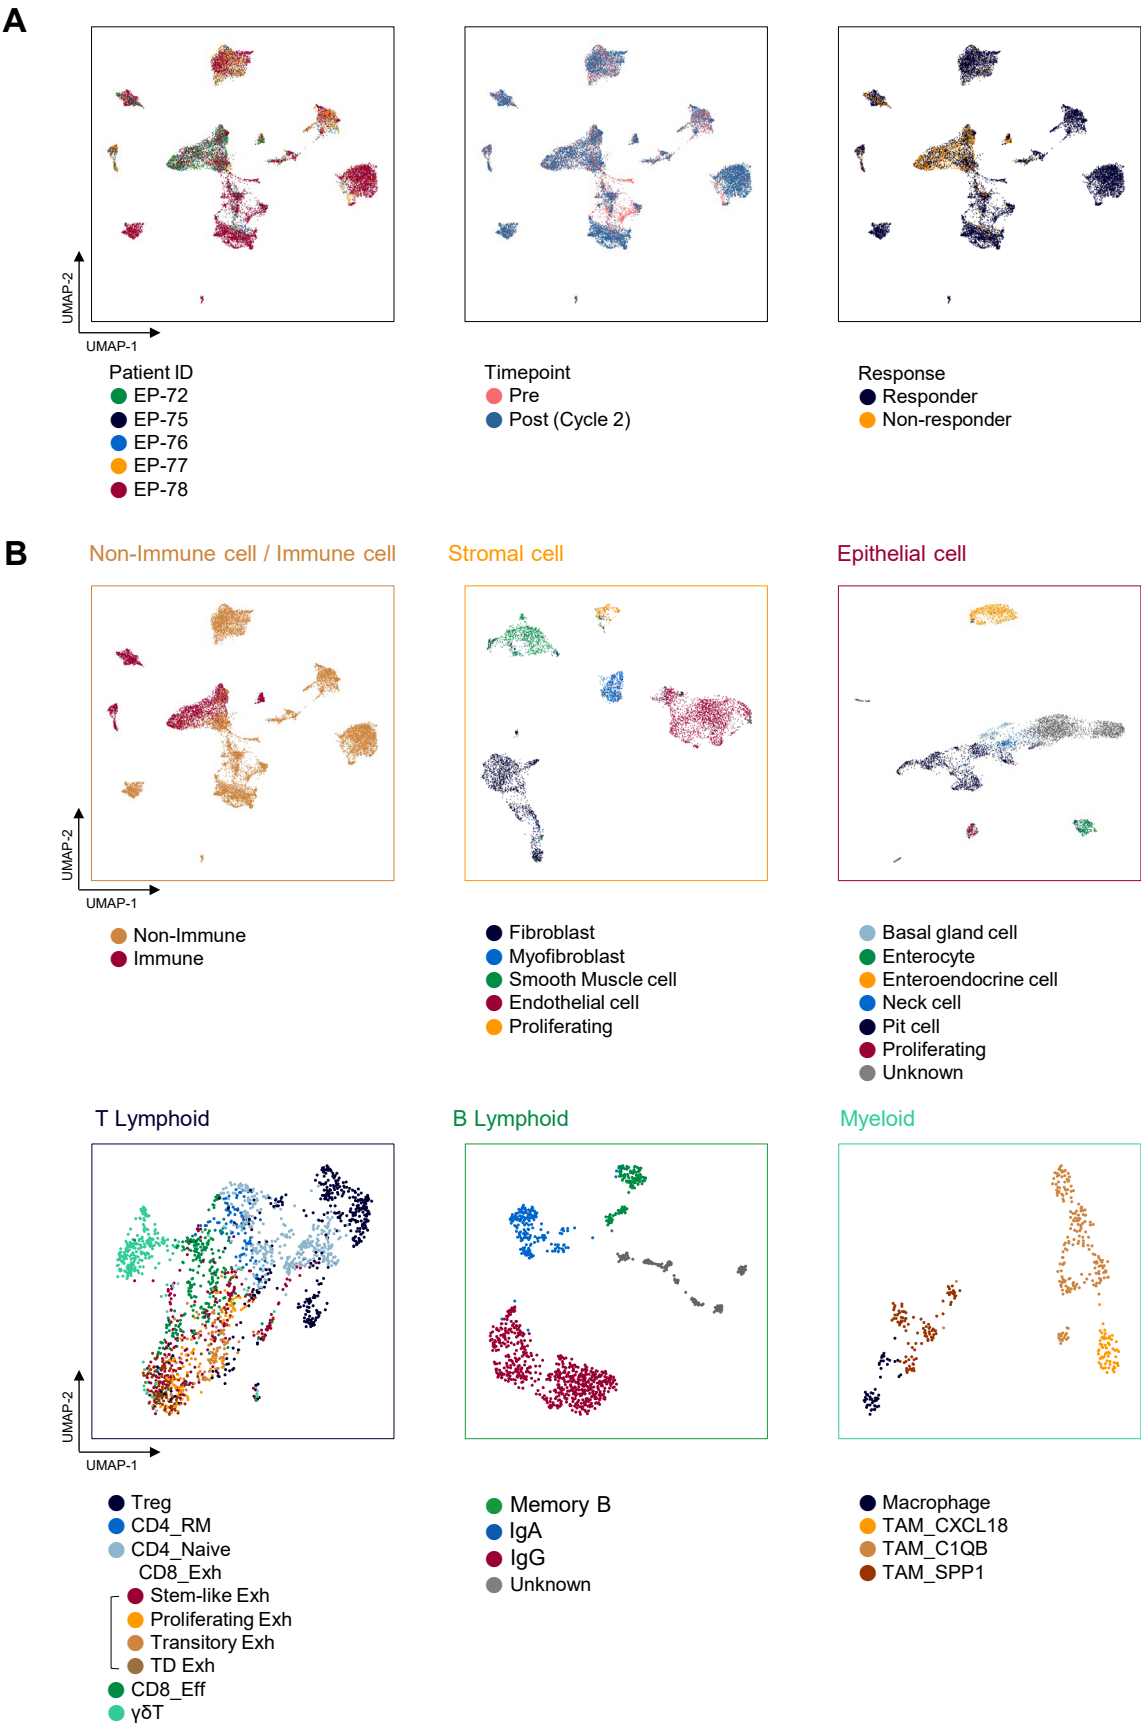 A
UMAP-2
UMAP-1
Patient ID
EP-72
EP-75
EP-76
EP-77
EP-78
Timepoint
Pre
Post (Cycle 2)
Response
Responder
Non-responder
B
Non-Immune cell / Immune cell
UMAP-2
UMAP-1
Non-Immune
Immune
Stromal cell
Fibroblast
Myofibroblast
Smooth Muscle cell
Endothelial cell
Proliferating
Epithelial cell
Basal gland cell
Enterocyte
Enteroendocrine cell
Neck cell
Pit cell
Proliferating
Unknown
T Lymphoid
UMAP-2
UMAP-1
Treg
CD4_RM
CD4_Naive
CD8_Exh
Stem-like Exh
Proliferating Exh
Transitory Exh
TD Exh
CD8_Eff
γδT
B Lymphoid
Memory B
IgA
IgG
Unknown
Myeloid
Macrophage
TAM_CXCL18
TAM_C1QB
TAM_SPP1